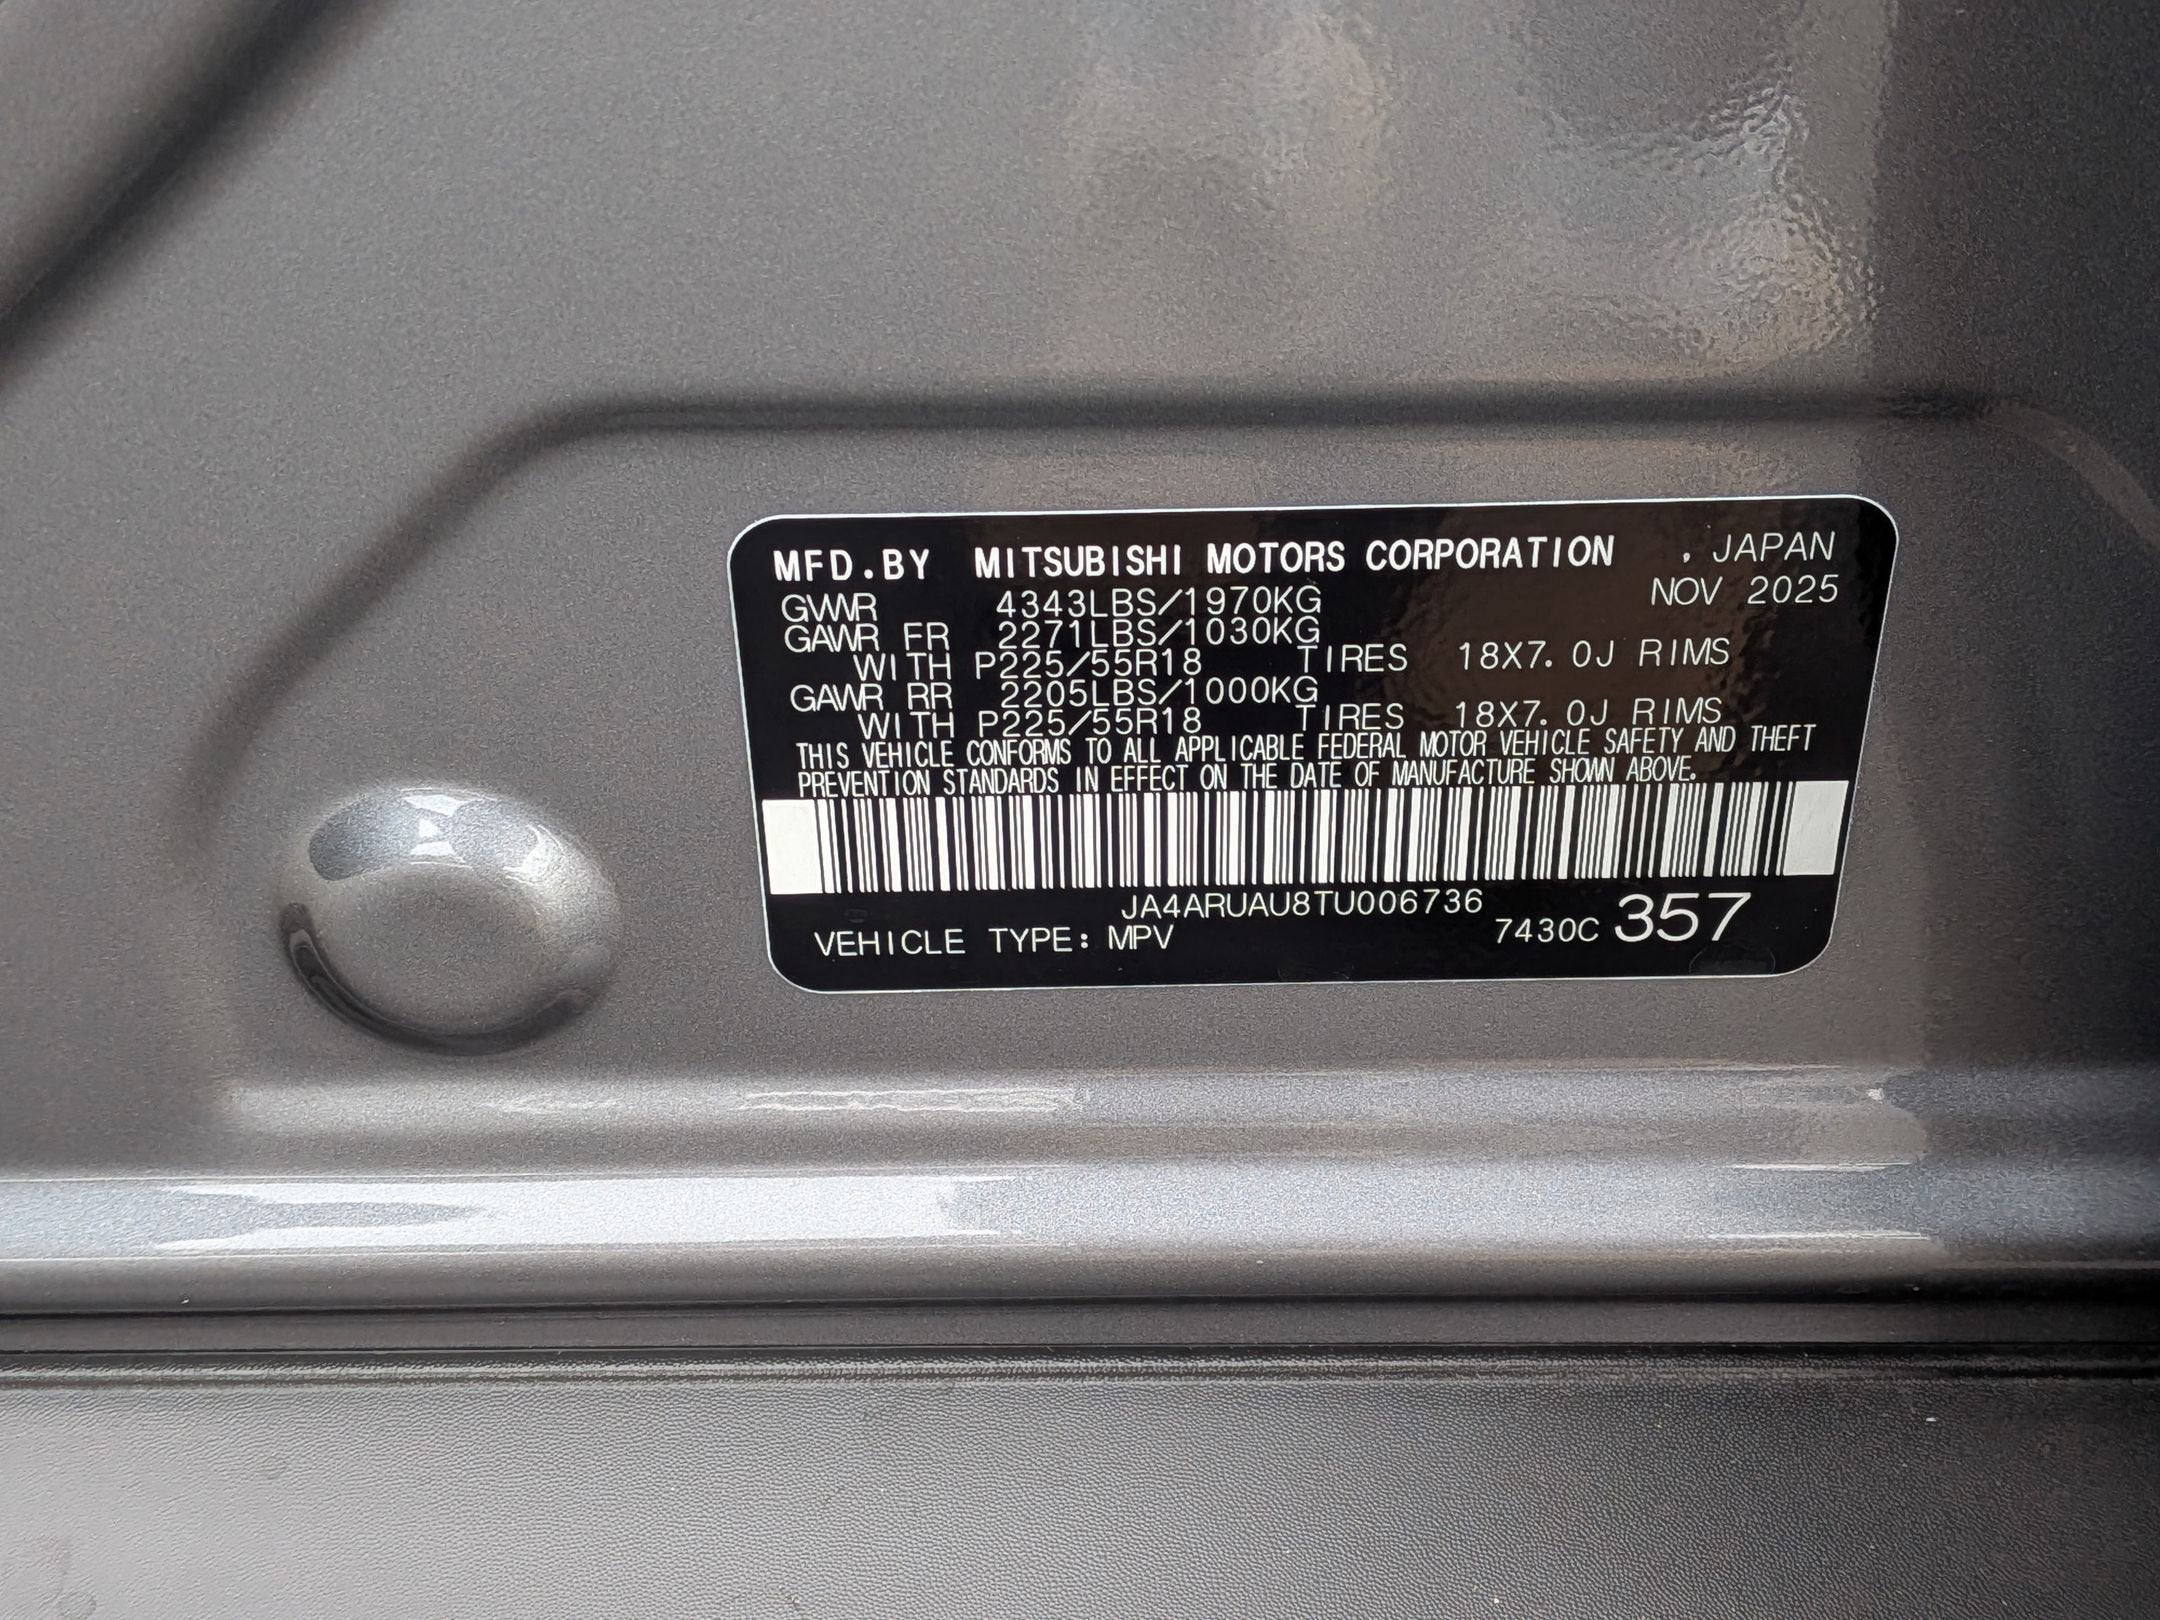 MFD.BY MITSUBISHI MOTORS CORPORATION , JAPAN
NOV 2025
GVWR 4343LBS/1970KG
GAWR FR 2271LBS/1030KG
WITH P225/55R18 TIRES 18X7.0J RIMS
GAWR RR 2205LBS/1000KG
WITH P225/55R18 TIRES 18X7.0J RIMS
THIS VEHICLE CONFORMS TO ALL APPLICABLE FEDERAL MOTOR VEHICLE SAFETY AND THEFT
PREVENTION STANDARDS IN EFFECT ON THE DATE OF MANUFACTURE SHOWN ABOVE.
JA4ARUAU8TU006736
VEHICLE TYPE: MPV 7430C 357